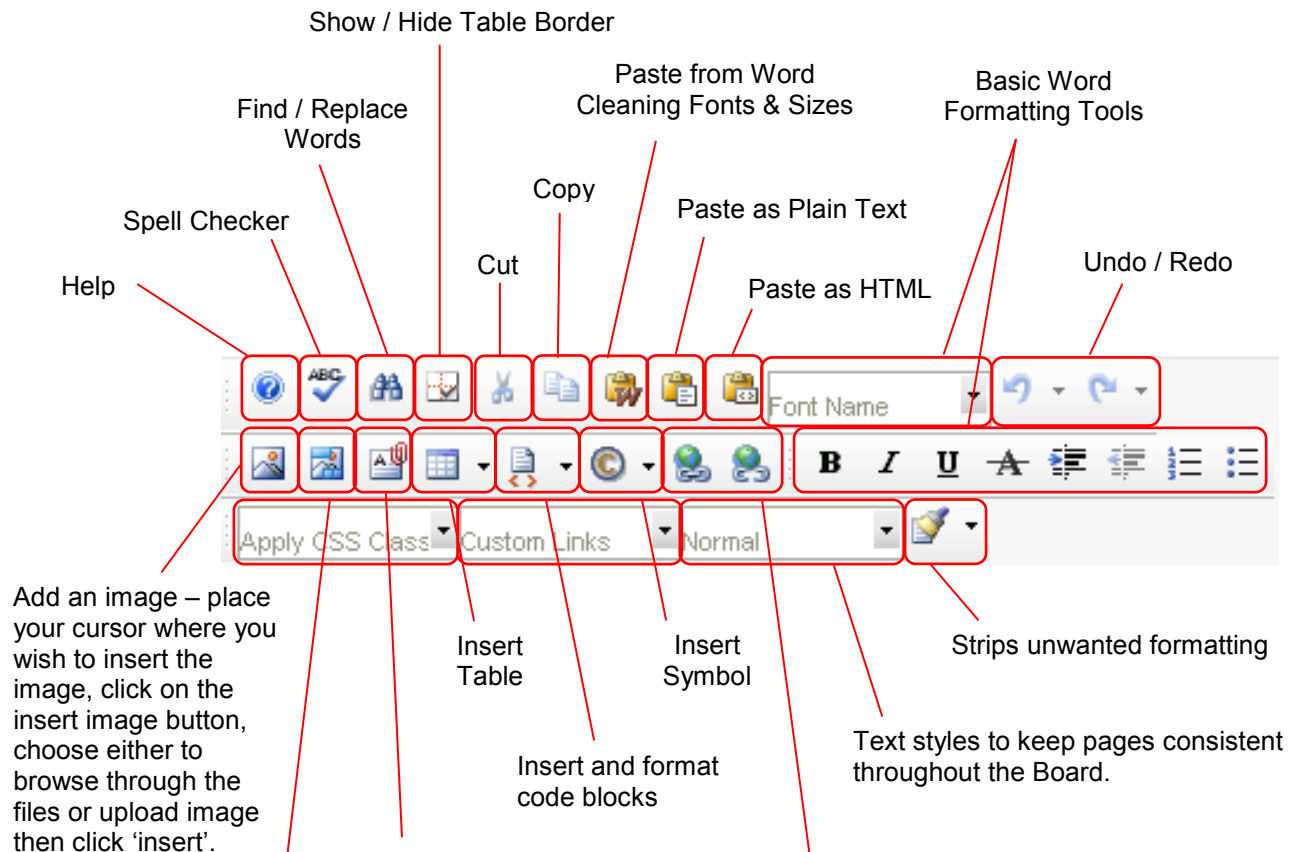 Show / Hide Table Border
Paste from Word
Cleaning Fonts & Sizes
Basic Word
Formatting Tools
Find / Replace
Words
Copy
Paste as Plain Text
Spell Checker
Cut
Undo / Redo
Help
Paste as HTML
ABC
Font Name
A
W
©
B I U A
1
2
3
Apply CSS Class
Custom Links
Normal
Add an image – place
your cursor where you
wish to insert the
image, click on the
insert image button,
choose either to
browse through the
files or upload image
then click ‘insert’.
Insert
Table
Insert
Symbol
Strips unwanted formatting
Insert and format
code blocks
Text styles to keep pages consistent
throughout the Board.